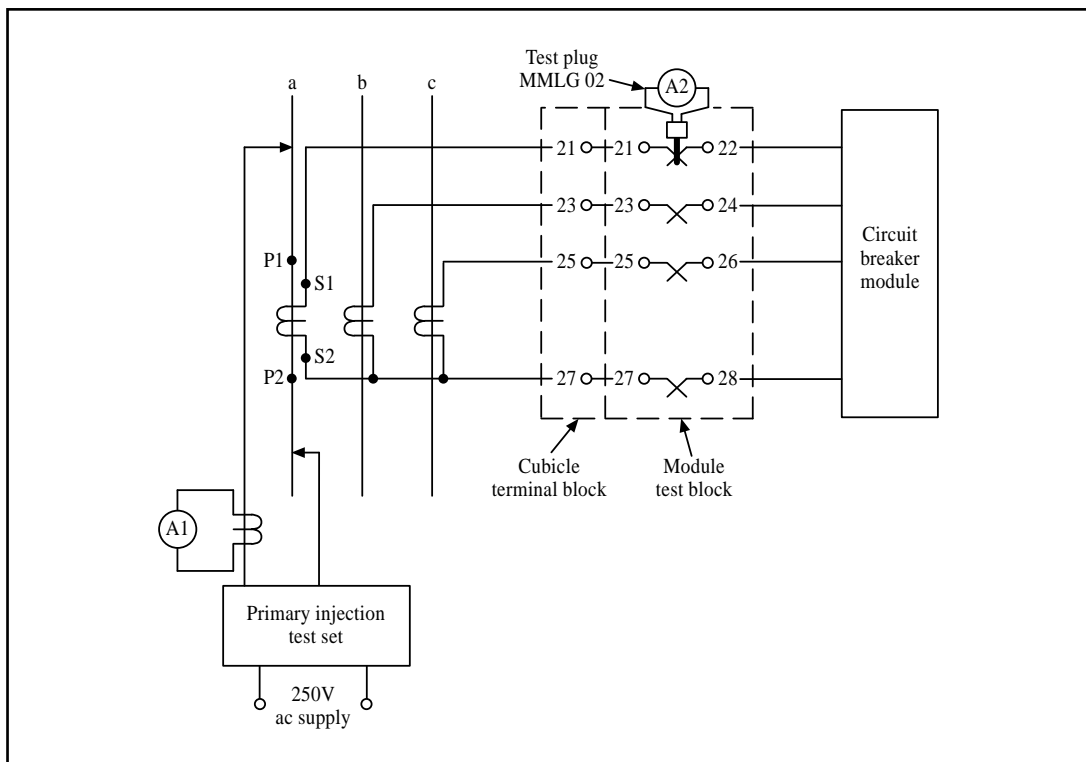 Test plug
MMLG 02
A2
a
b
c
21
21
22
23
23
24
P1
25
25
26
S1
Circuit
breaker
module
S2
P2
27
27
28
Cubicle
terminal block
Module
test block
A1
Primary injection
test set
250V
ac supply